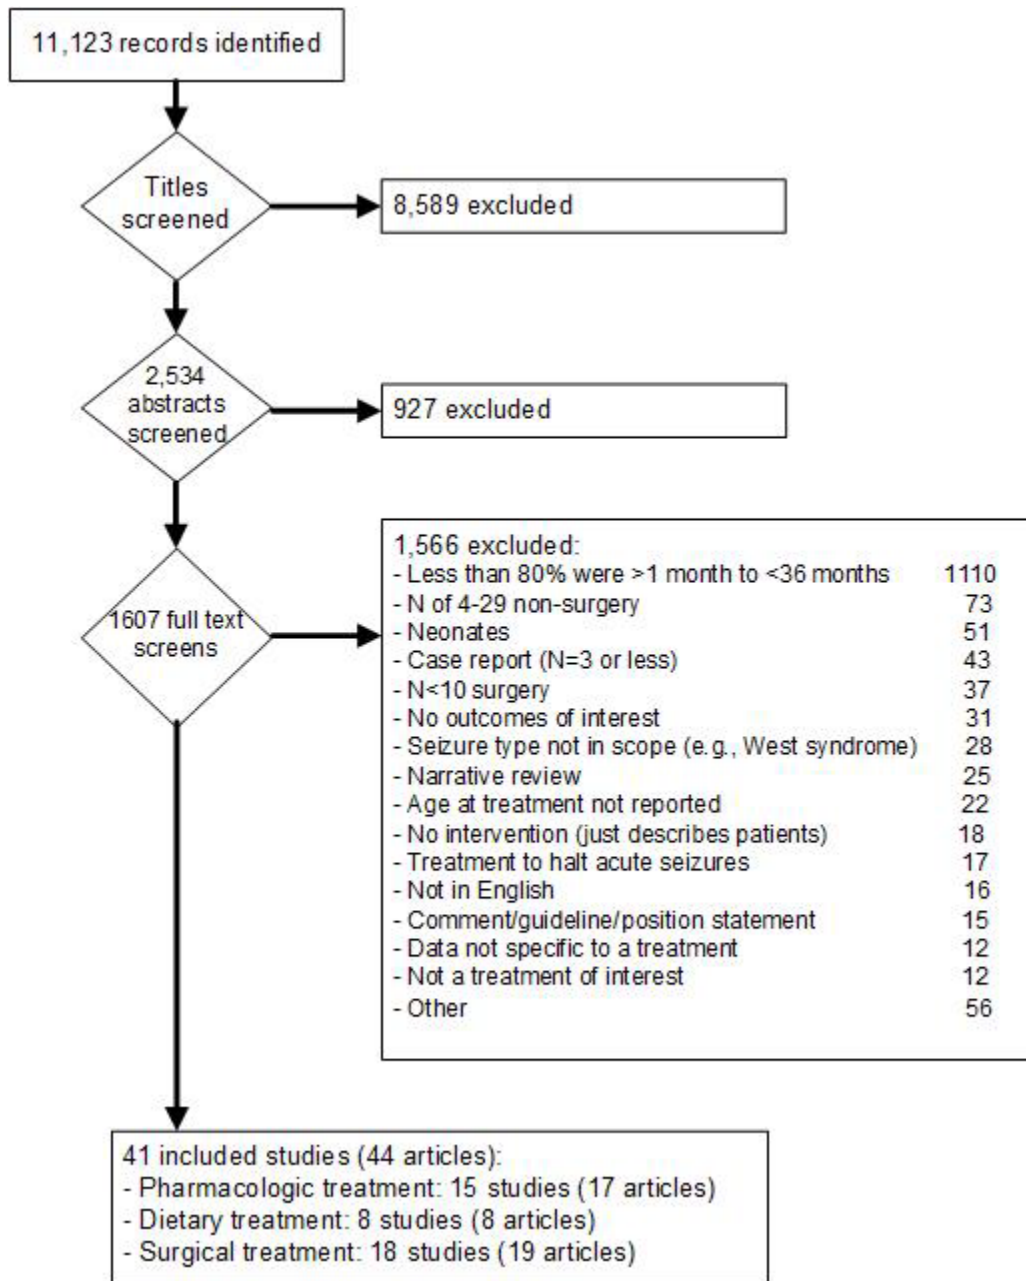 11,123 records identified
Titles
screened
8,589 excluded
2,534
abstracts
screened
927 excluded
1607 full text
screens
1,566 excluded:
- Less than 80% were >1 month to <36 months 1110
- N of 4-29 non-surgery 73
- Neonates 51
- Case report (N=3 or less) 43
- N<10 surgery 37
- No outcomes of interest 31
- Seizure type not in scope (e.g., West syndrome) 28
- Narrative review 25
- Age at treatment not reported 22
- No intervention (just describes patients) 18
- Treatment to halt acute seizures 17
- Not in English 16
- Comment/guideline/position statement 15
- Data not specific to a treatment 12
- Not a treatment of interest 12
- Other 56
41 included studies (44 articles):
- Pharmacologic treatment: 15 studies (17 articles)
- Dietary treatment: 8 studies (8 articles)
- Surgical treatment: 18 studies (19 articles)